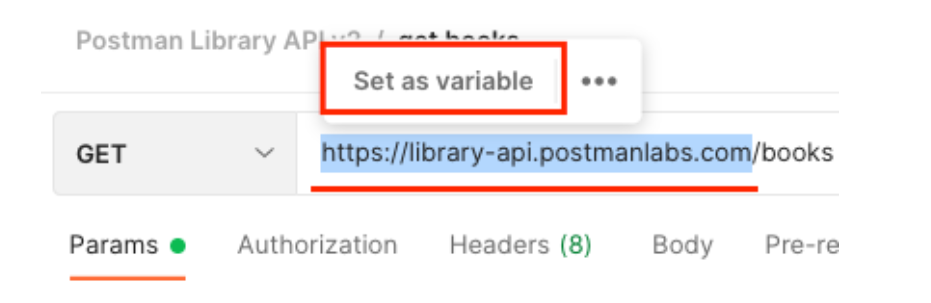 Postman Library API v2 / get books
Set as variable •••
GET https://library-api.postmanlabs.com/books
Params Authorization Headers (8) Body Pre-re